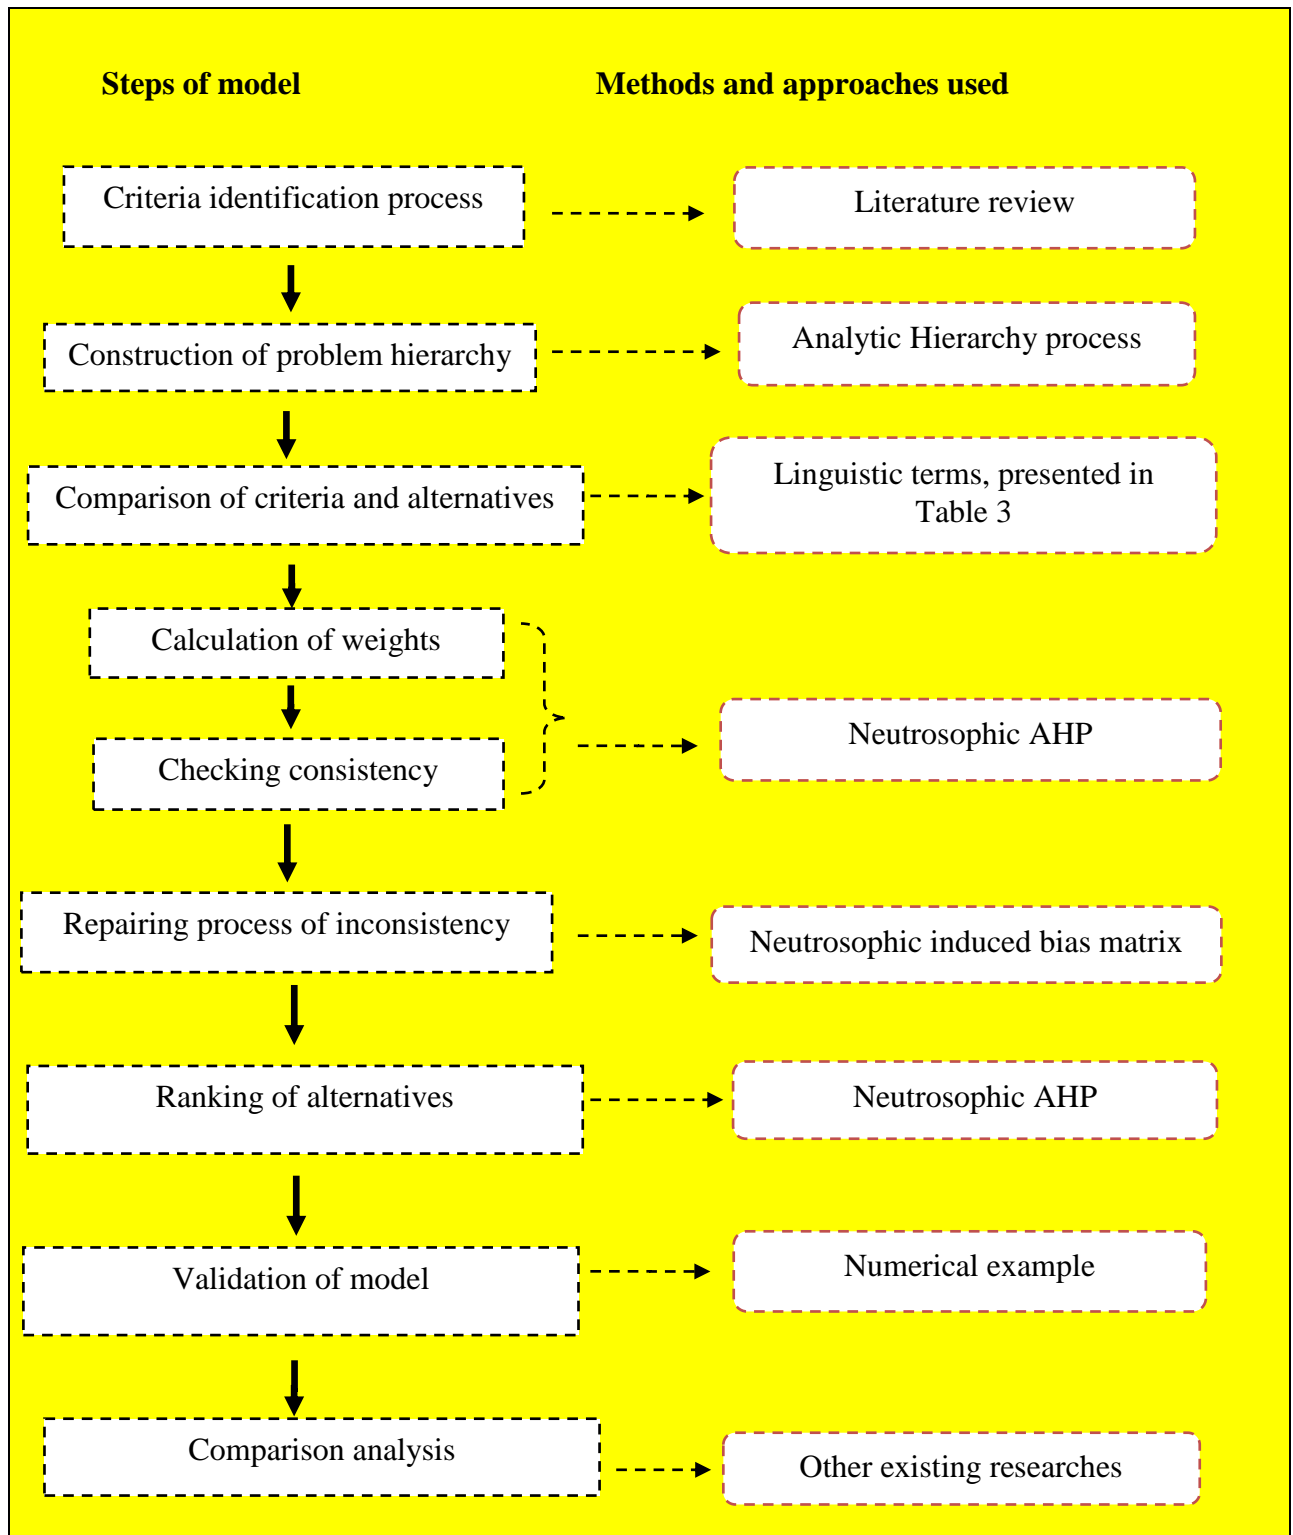 Steps of model
Methods and approaches used
Criteria identification process
Literature review
Construction of problem hierarchy
Analytic Hierarchy process
Comparison of criteria and alternatives
Linguistic terms, presented in
Table 3
Calculation of weights
Checking consistency
Neutrosophic AHP
Repairing process of inconsistency
Neutrosophic induced bias matrix
Ranking of alternatives
Neutrosophic AHP
Validation of model
Numerical example
Comparison analysis
Other existing researches